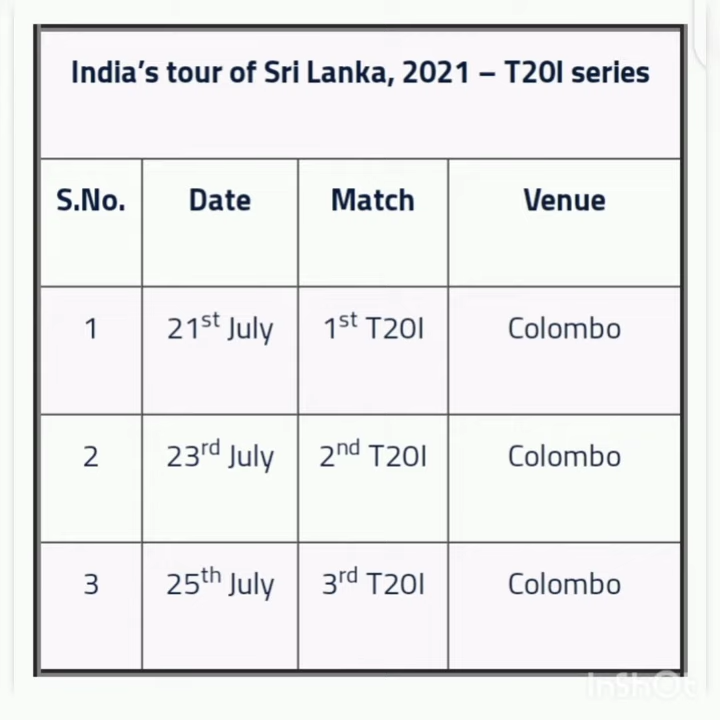 India’s tour of Sri Lanka, 2021 – T20I series
S.No. Date Match Venue
1 21st July 1st T20I Colombo
2 23rd July 2nd T20I Colombo
3 25th July 3rd T20I Colombo
InShOt